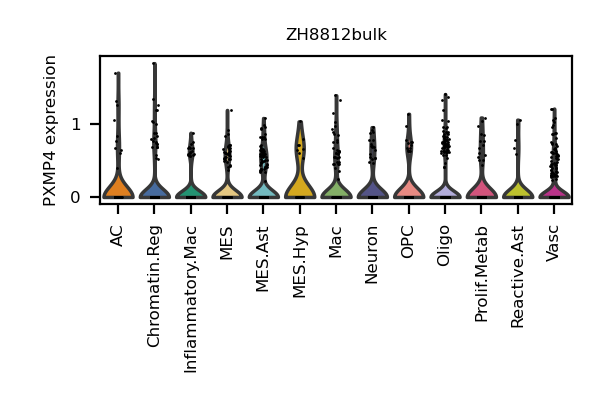 ZH8812bulk
PXMP4 expression
1
0
AC
Chromatin.Reg
Inflammatory.Mac
MES
MES.Ast
MES.Hyp
Mac
Neuron
OPC
Oligo
Prolif.Metab
Reactive.Ast
Vasc